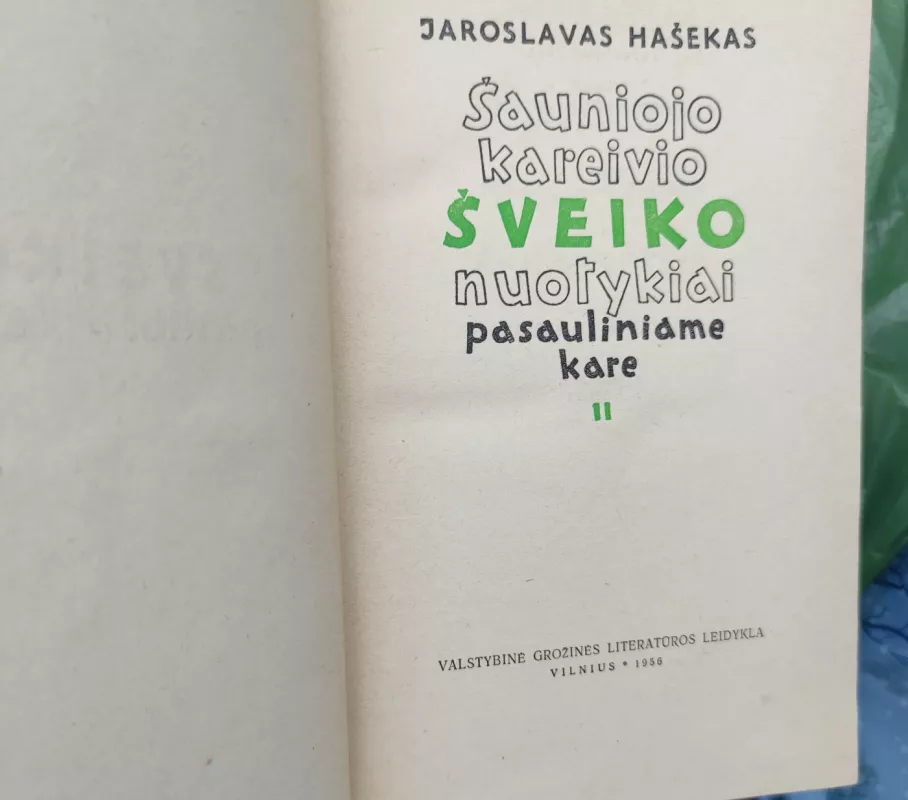 JAROSLAVAS HAŠEKAS
Šauniojo
kareivio
ŠVEIKO
nuotykiai
pasauliniame
kare
II
VALSTYBINĖ GROŽINĖS LITERATŪROS LEIDYKLA
VILNIUS * 1956